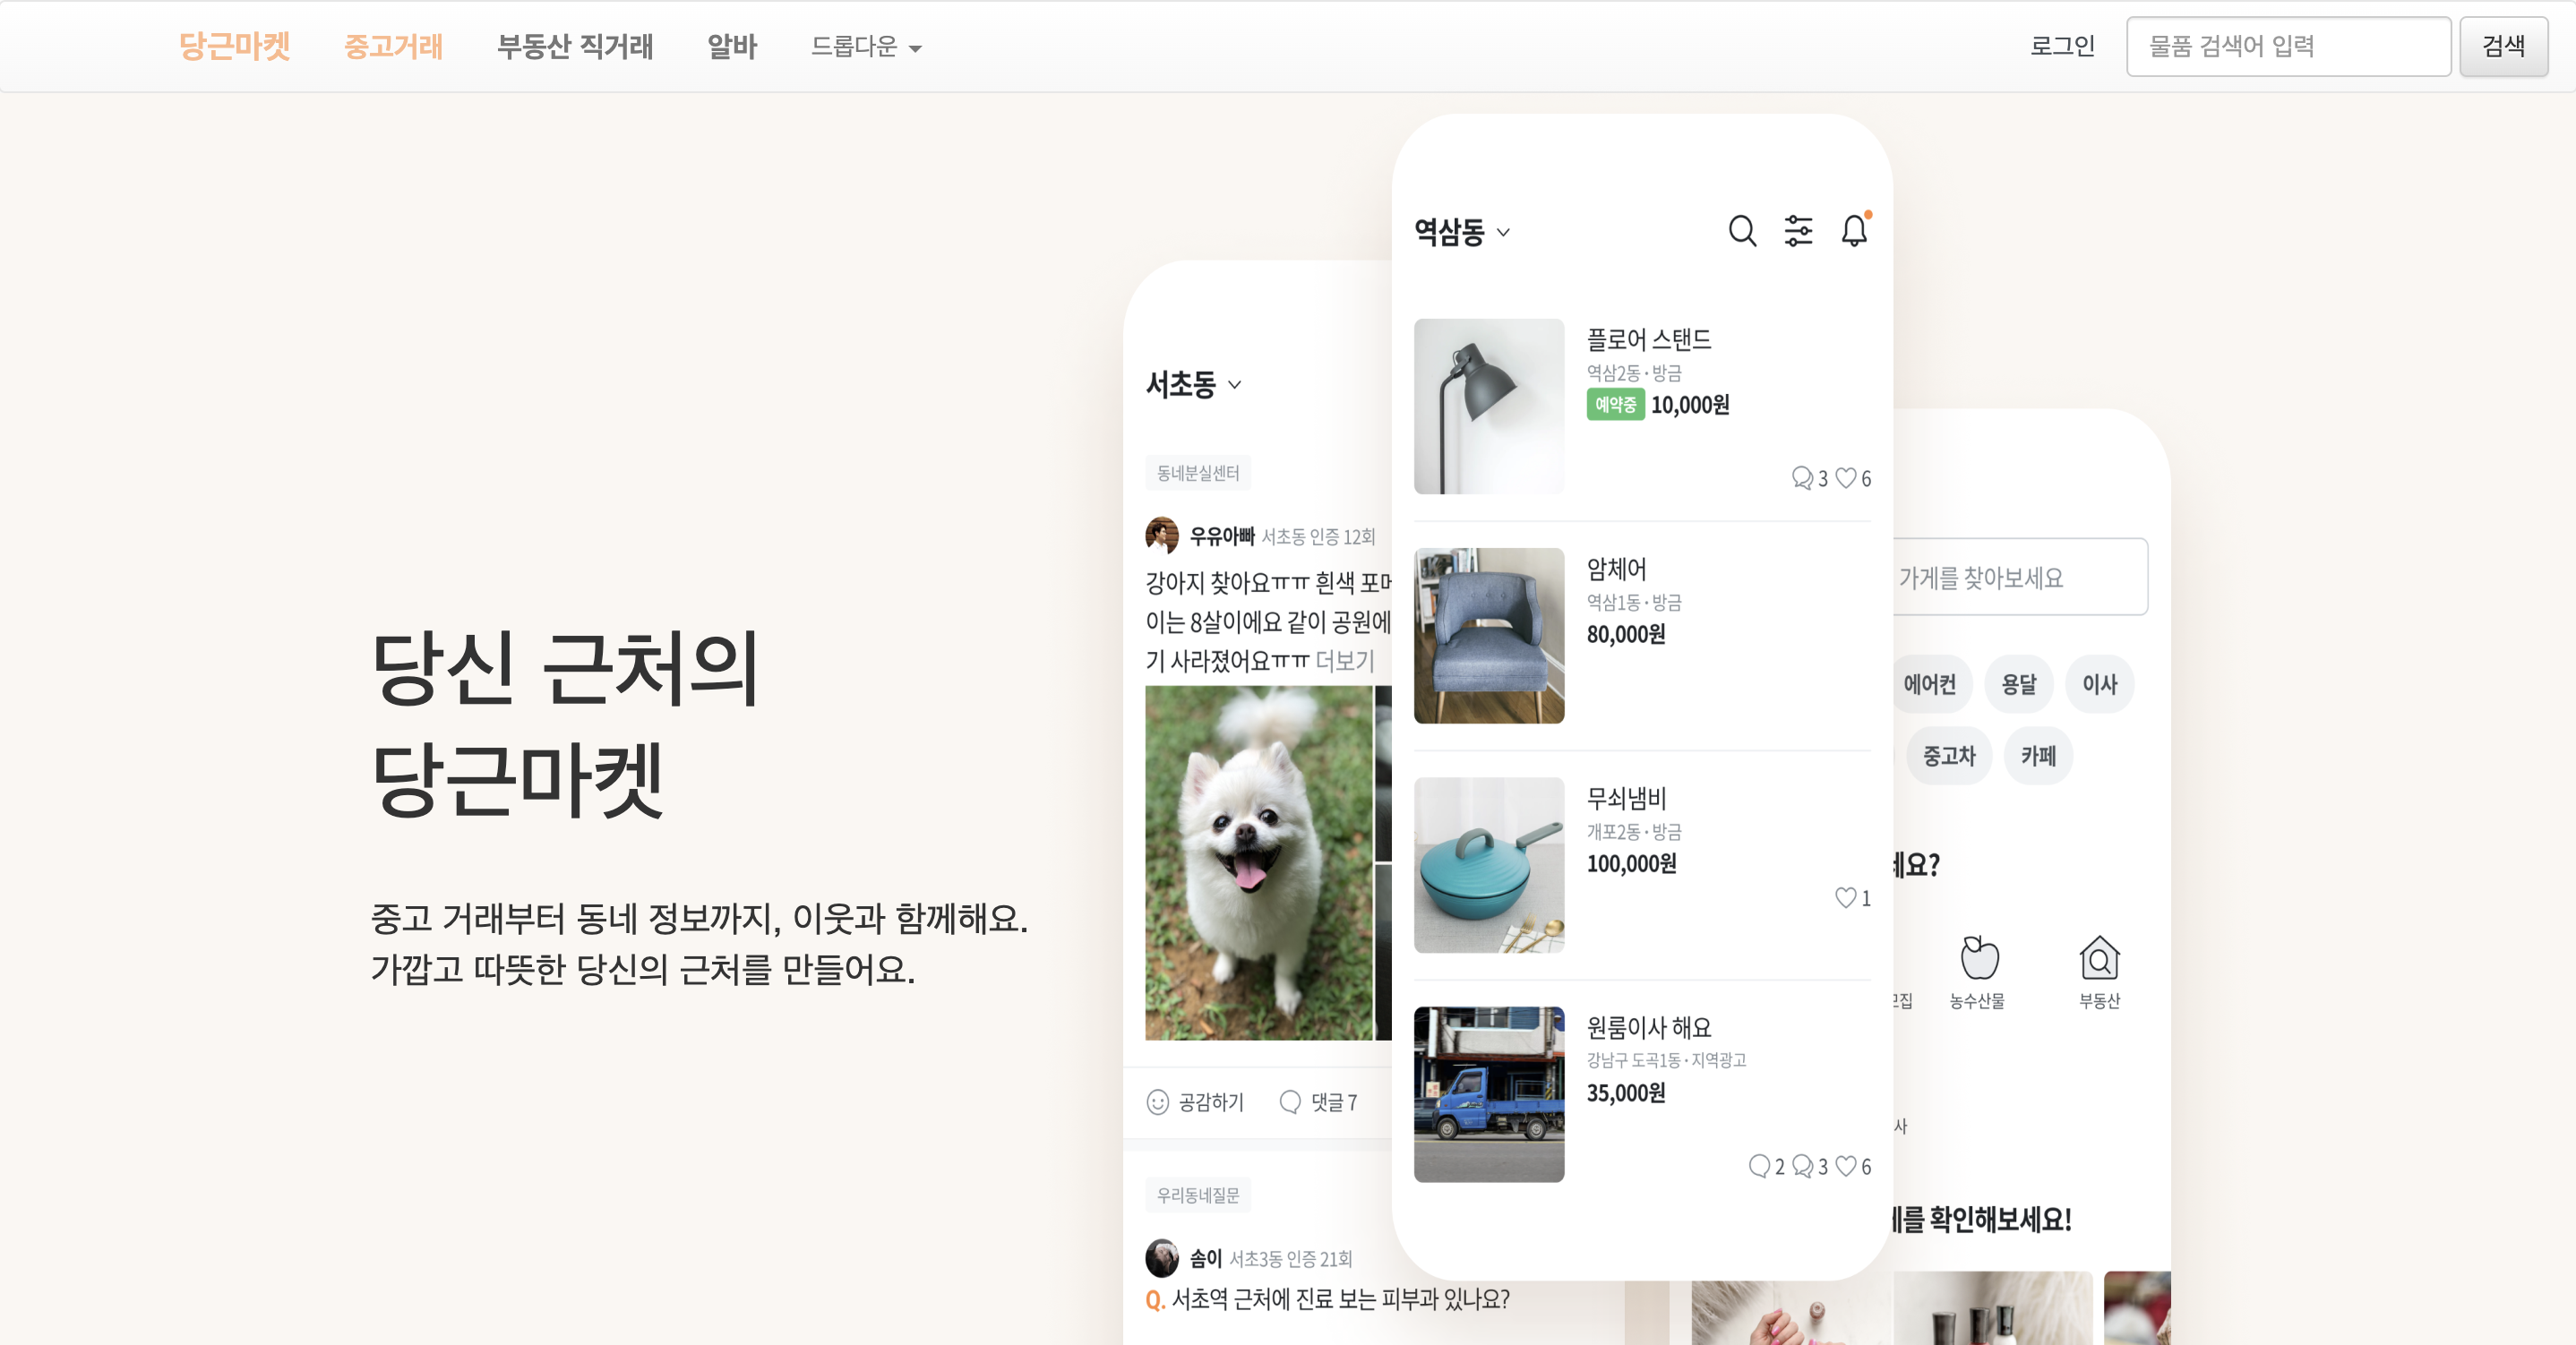 당근마켓 중고거래 부동산 직거래 알바 드롭다운 로그인 물품 검색어 입력 검색
당신 근처의
당근마켓
중고 거래부터 동네 정보까지, 이웃과 함께해요.
가깝고 따뜻한 당신의 근처를 만들어요.
서초동
동네분실센터
우유아빠 서초동 인증 12회
강아지 찾아요ㅠㅠ 흰색
이는 8살이에요 같이 공원에
기 사라졌어요ㅠㅠ 더보기
공감하기 댓글 7
우리동네질문
솜이 서초3동 인증 21회
Q. 서초역 근처에 진료 보는 피부과 있나요?
역삼동
플로어 스탠드
역삼2동 · 방금
예약중 10,000원
3 6
암체어
역삼1동 · 방금
80,000원
무쇠냄비
개포2동 · 방금
100,000원
1
원룸이사 해요
강남구 도곡1동 · 지역광고
35,000원
2 3 6
가게를 찾아보세요
에어컨 용달 이사
중고차 카페
농수산물 부동산
사
확인해보세요!